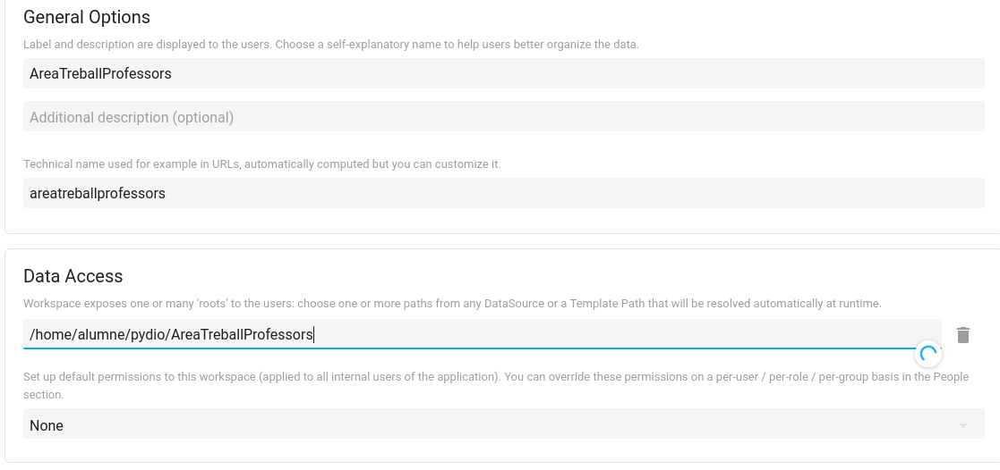 General Options
Label and description are displayed to the users. Choose a self-explanatory name to help users better organize the data.
AreaTreballProfessors
Additional description (optional)
Technical name used for example in URLs, automatically computed but you can customize it.
areatreballprofessors
Data Access
Workspace exposes one or many 'roots' to the users: choose one or more paths from any DataSource or a Template Path that will be resolved automatically at runtime.
/home/alumne/pydio/AreaTreballProfessors
Set up default permissions to this workspace (applied to all internal users of the application). You can override these permissions on a per-user / per-role / per-group basis in the People
section.
None